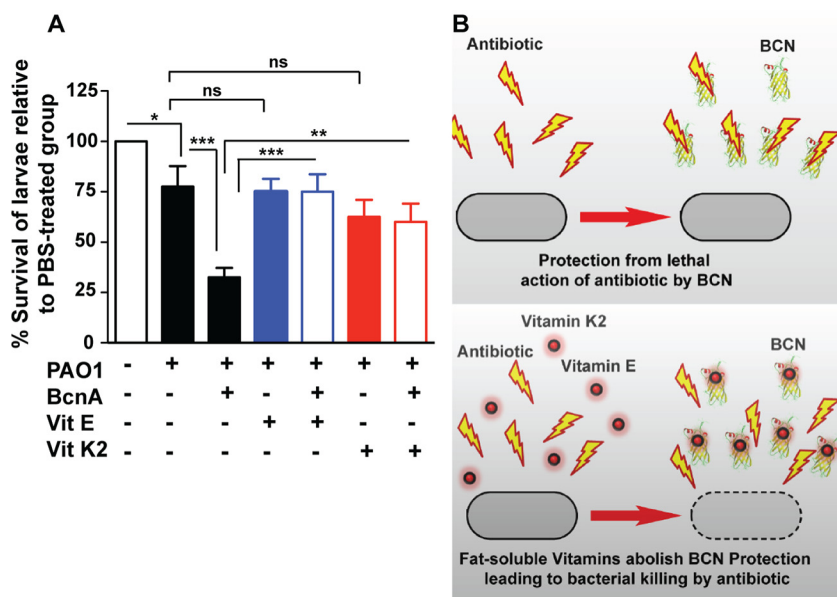 A
% Survival of larvae relative
to PBS-treated group
125
100
75
50
25
0
ns
ns
*
***
**
***
PAO1 - + + + + + +
BcnA - - + - + - +
Vit E - - - + + - -
Vit K2 - - - - - + +
B
Antibiotic
BCN
Protection from lethal
action of antibiotic by BCN
Vitamin K2
Antibiotic
Vitamin E
BCN
Fat-soluble Vitamins abolish BCN Protection
leading to bacterial killing by antibiotic